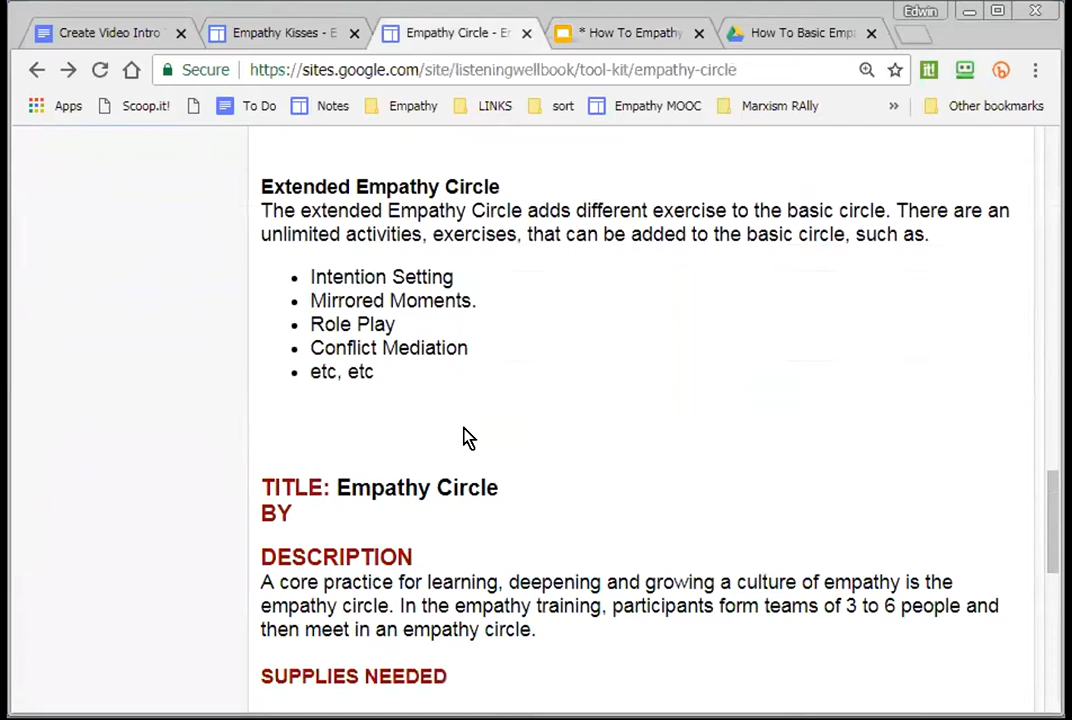 Edwin
Create Video Intro
Empathy Kisses - E
Empathy Circle - Er
* How To Empathy
How To Basic Empa
Secure
https://sites.google.com/site/listeningwellbook/tool-kit/empathy-circle
Apps
Scoop.it!
To Do
Notes
Empathy
LINKS
sort
Empathy MOOC
Marxism RAlly
»
Other bookmarks
Extended Empathy Circle
The extended Empathy Circle adds different exercise to the basic circle. There are an
unlimited activities, exercises, that can be added to the basic circle, such as.
• Intention Setting
• Mirrored Moments.
• Role Play
• Conflict Mediation
• etc, etc
TITLE: Empathy Circle
BY
DESCRIPTION
A core practice for learning, deepening and growing a culture of empathy is the
empathy circle. In the empathy training, participants form teams of 3 to 6 people and
then meet in an empathy circle.
SUPPLIES NEEDED